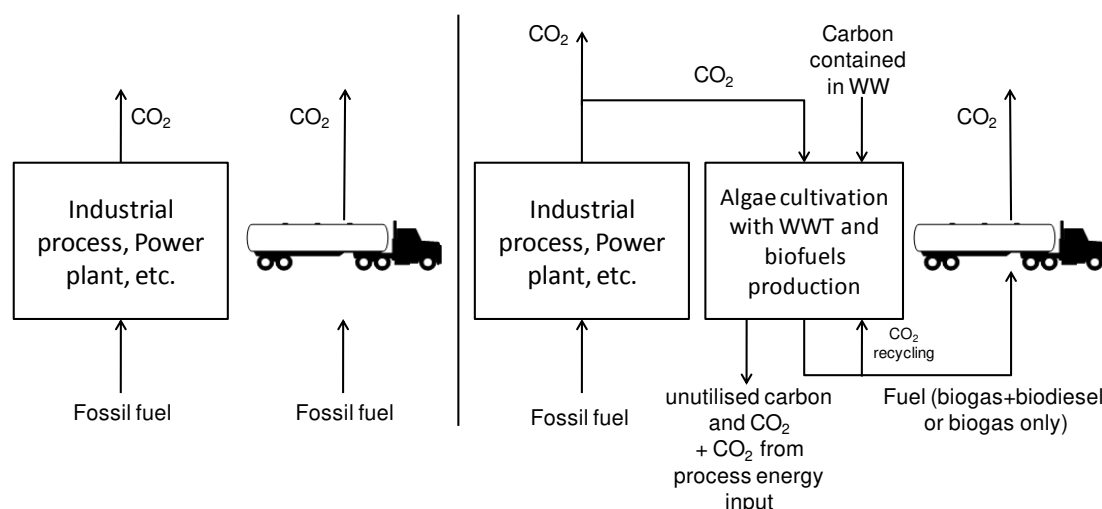 CO₂
CO₂
Industrial
process, Power
plant, etc.
Fossil fuel
Fossil fuel
CO₂
CO₂
Carbon
contained
in WW
CO₂
Industrial
process, Power
plant, etc.
Algae cultivation
with WWT and
biofuels
production
CO₂
recycling
Fossil fuel
unutilised carbon
and CO₂
+ CO₂ from
process energy
input
Fuel (biogas+biodiesel
or biogas only)